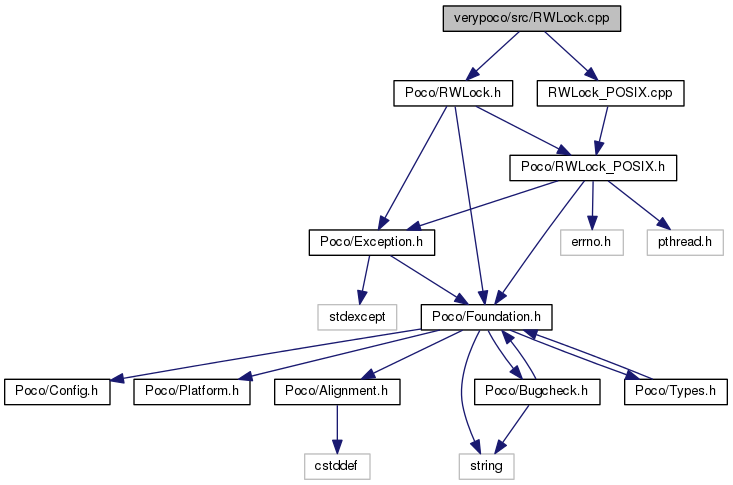 verypoco/src/RWLock.cpp
Poco/RWLock.h
RWLock_POSIX.cpp
Poco/RWLock_POSIX.h
Poco/Exception.h
errno.h
pthread.h
stdexcept
Poco/Foundation.h
Poco/Config.h
Poco/Platform.h
Poco/Alignment.h
Poco/Bugcheck.h
Poco/Types.h
cstddef
string